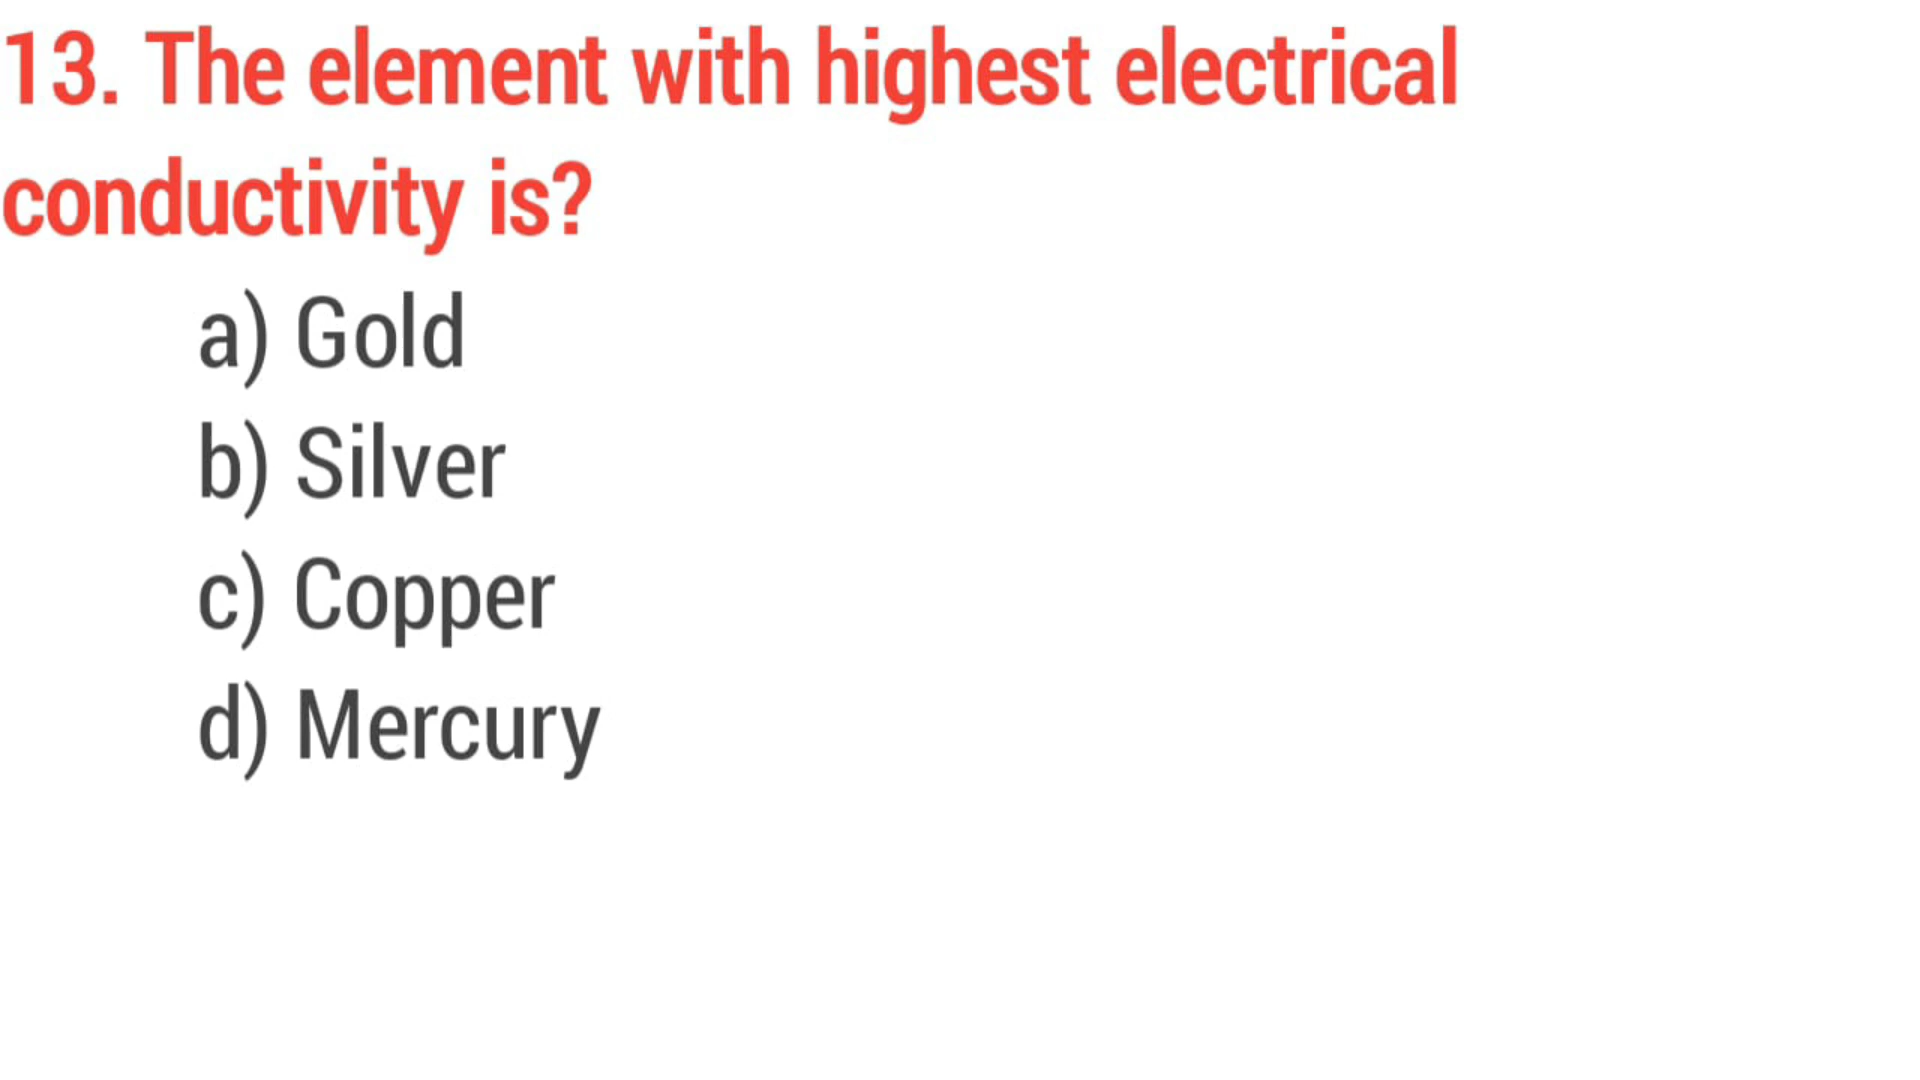 13. The element with highest electrical
conductivity is?
a) Gold
b) Silver
c) Copper
d) Mercury